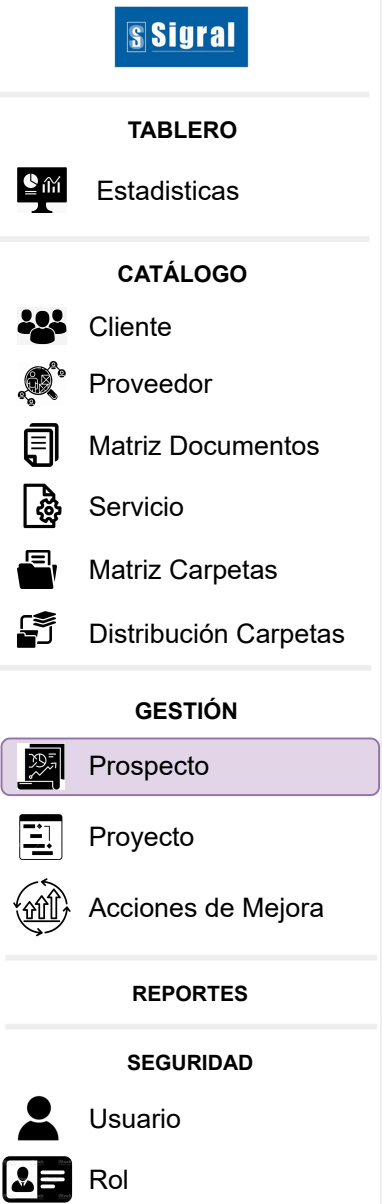 Sigral
TABLERO
Estadisticas
CATÁLOGO
Cliente
Proveedor
Matriz Documentos
Servicio
Matriz Carpetas
Distribución Carpetas
GESTIÓN
Prospecto
Proyecto
Acciones de Mejora
REPORTES
SEGURIDAD
Usuario
Rol